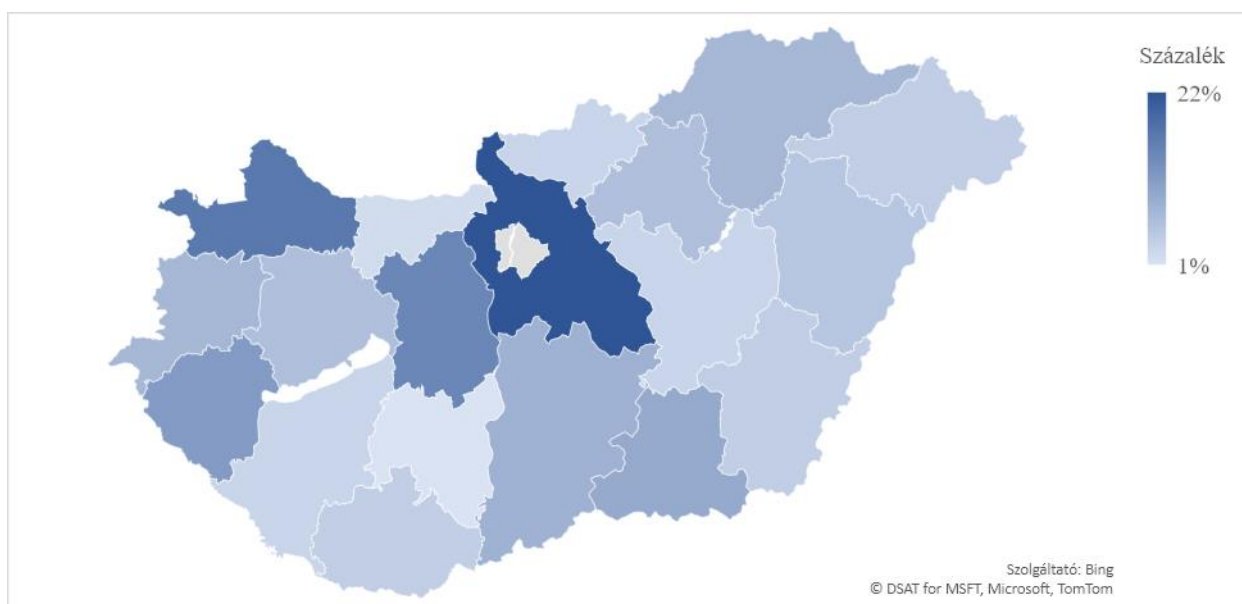 Százalék
22%
1%
Szolgáltató: Bing
© DSAT for MSFT, Microsoft, TomTom